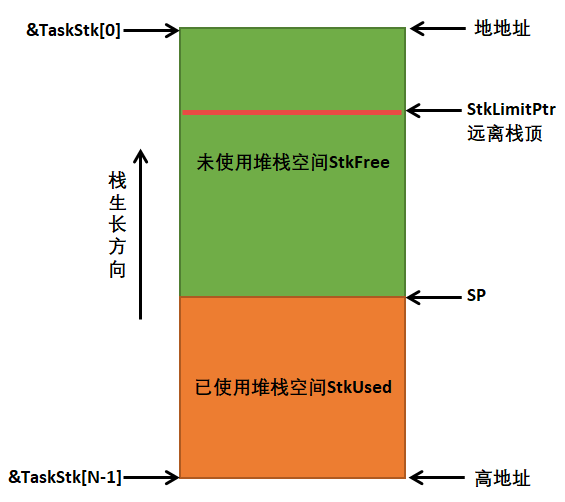 &TaskStk[0]
地地址
StkLimitPtr
远离栈顶
未使用堆栈空间StkFree
栈生长方向
SP
已使用堆栈空间StkUsed
&TaskStk[N-1]
高地址